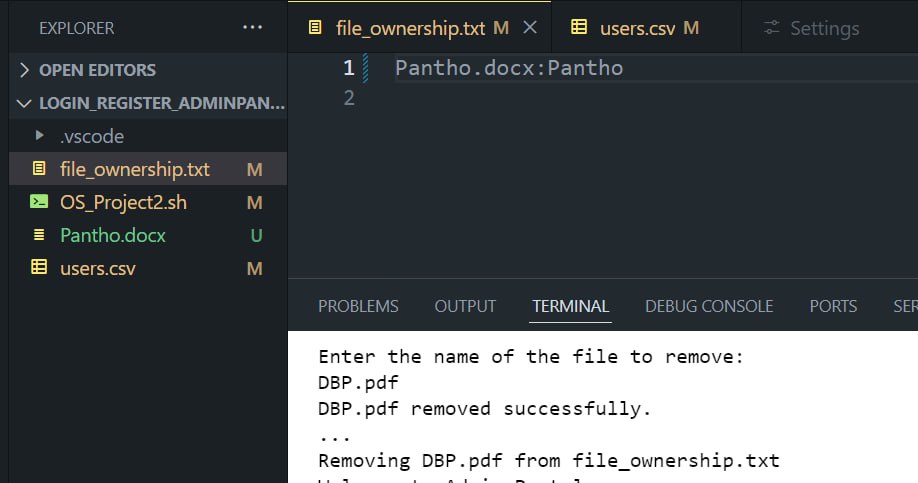 EXPLORER ...
OPEN EDITORS
LOGIN_REGISTER_ADMINPAN...
.vscode
file_ownership.txt M
OS_Project2.sh M
Pantho.docx U
users.csv M
file_ownership.txt M
users.csv M
Settings
1 Pantho.docx:Pantho
2
PROBLEMS OUTPUT TERMINAL DEBUG CONSOLE PORTS SER
Enter the name of the file to remove:
DBP.pdf
DBP.pdf removed successfully.
...
Removing DBP.pdf from file_ownership.txt